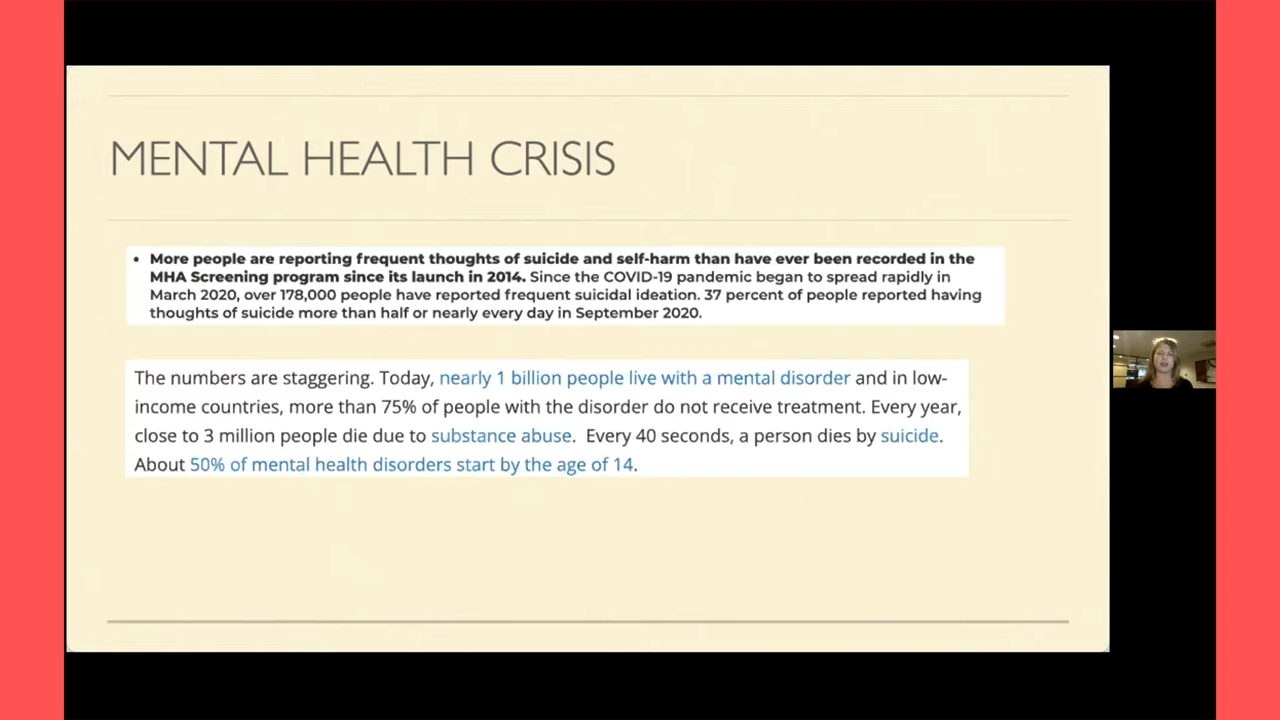 MENTAL HEALTH CRISIS
• More people are reporting frequent thoughts of suicide and self-harm than have ever been recorded in the
MHA Screening program since its launch in 2014. Since the COVID-19 pandemic began to spread rapidly in
March 2020, over 178,000 people have reported frequent suicidal ideation. 37 percent of people reported having
thoughts of suicide more than half or nearly every day in September 2020.
The numbers are staggering. Today, nearly 1 billion people live with a mental disorder and in low-
income countries, more than 75% of people with the disorder do not receive treatment. Every year,
close to 3 million people die due to substance abuse.  Every 40 seconds, a person dies by suicide.
About 50% of mental health disorders start by the age of 14.